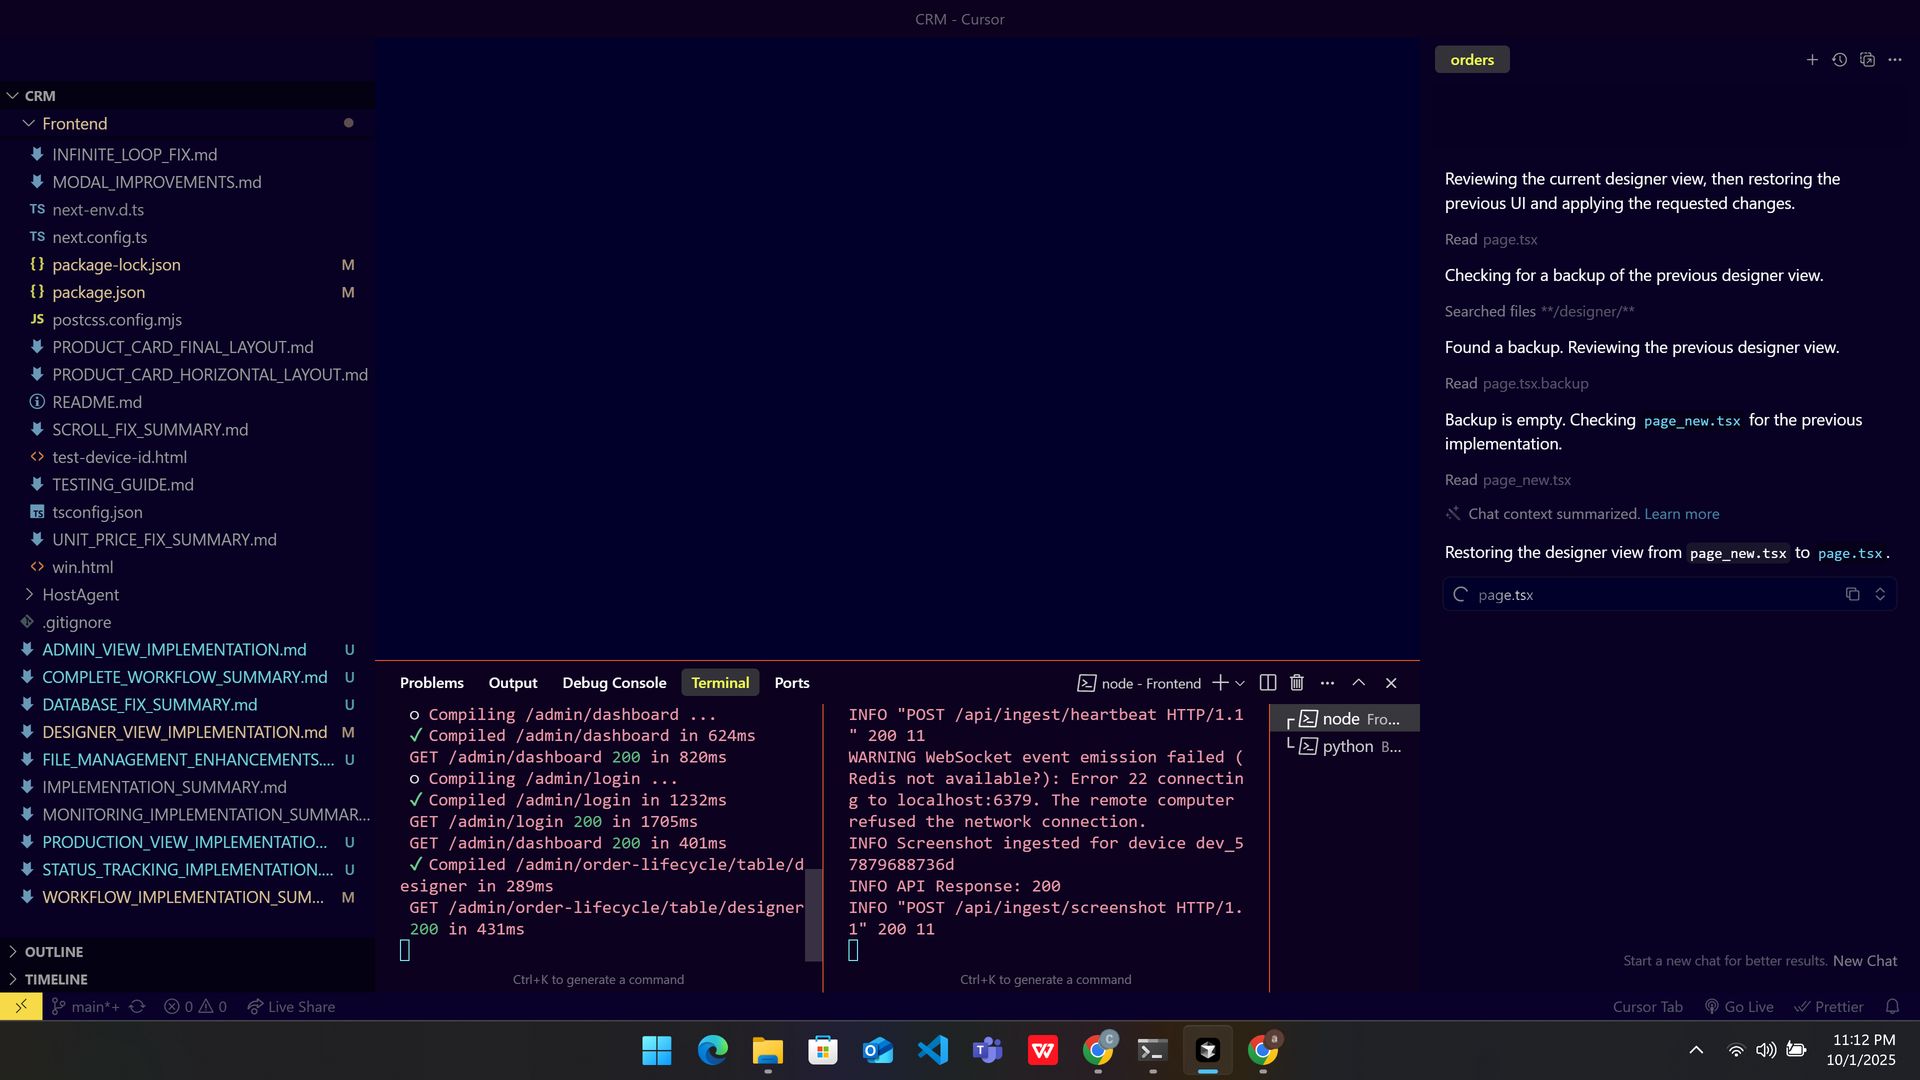 CRM - Cursor
CRM
Frontend
INFINITE_LOOP_FIX.md
MODAL_IMPROVEMENTS.md
TS next-env.d.ts
TS next.config.ts
{} package-lock.json M
{} package.json M
JS postcss.config.mjs
PRODUCT_CARD_FINAL_LAYOUT.md
PRODUCT_CARD_HORIZONTAL_LAYOUT.md
README.md
SCROLL_FIX_SUMMARY.md
<> test-device-id.html
TESTING_GUIDE.md
TS tsconfig.json
UNIT_PRICE_FIX_SUMMARY.md
<> win.html
HostAgent
.gitignore
ADMIN_VIEW_IMPLEMENTATION.md U
COMPLETE_WORKFLOW_SUMMARY.md U
DATABASE_FIX_SUMMARY.md U
DESIGNER_VIEW_IMPLEMENTATION.md M
FILE_MANAGEMENT_ENHANCEMENTS.... U
IMPLEMENTATION_SUMMARY.md
MONITORING_IMPLEMENTATION_SUMMAR...
PRODUCTION_VIEW_IMPLEMENTATIO... U
STATUS_TRACKING_IMPLEMENTATION.... U
WORKFLOW_IMPLEMENTATION_SUM... M
OUTLINE
TIMELINE
Problems Output Debug Console Terminal Ports
node - Frontend
○ Compiling /admin/dashboard ...
✓ Compiled /admin/dashboard in 624ms
GET /admin/dashboard 200 in 820ms
○ Compiling /admin/login ...
✓ Compiled /admin/login in 1232ms
GET /admin/login 200 in 1705ms
GET /admin/dashboard 200 in 401ms
✓ Compiled /admin/order-lifecycle/table/d
esigner in 289ms
GET /admin/order-lifecycle/table/designer
200 in 431ms
Ctrl+K to generate a command
INFO "POST /api/ingest/heartbeat HTTP/1.1
" 200 11
WARNING WebSocket event emission failed (
Redis not available?): Error 22 connectin
g to localhost:6379. The remote computer
refused the network connection.
INFO Screenshot ingested for device dev_5
7879688736d
INFO API Response: 200
INFO "POST /api/ingest/screenshot HTTP/1.
1" 200 11
Ctrl+K to generate a command
node Fro...
python B...
orders
Reviewing the current designer view, then restoring the
previous UI and applying the requested changes.
Read page.tsx
Checking for a backup of the previous designer view.
Searched files **/designer/**
Found a backup. Reviewing the previous designer view.
Read page.tsx.backup
Backup is empty. Checking page_new.tsx for the previous
implementation.
Read page_new.tsx
Chat context summarized. Learn more
Restoring the designer view from page_new.tsx to page.tsx.
page.tsx
Start a new chat for better results. New Chat
main*+ 0 0 Live Share
Cursor Tab Go Live Prettier
11:12 PM
10/1/2025